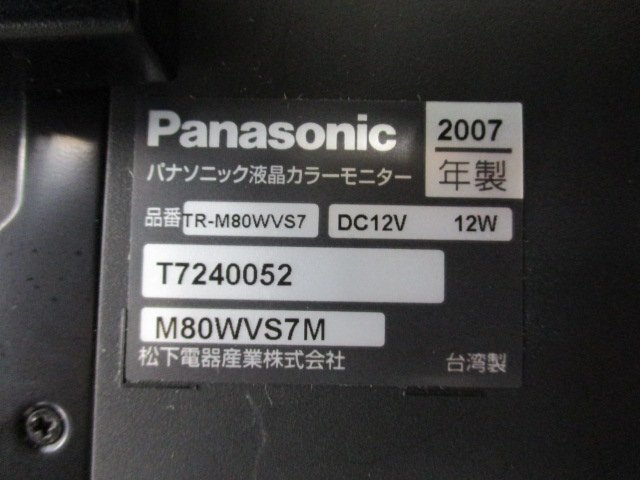 Panasonic
2007
年製
パナソニック液晶カラーモニター
品番 TR-M80WVS7 DC12V 12W
T7240052
M80WVS7M
松下電器産業株式会社 台湾製